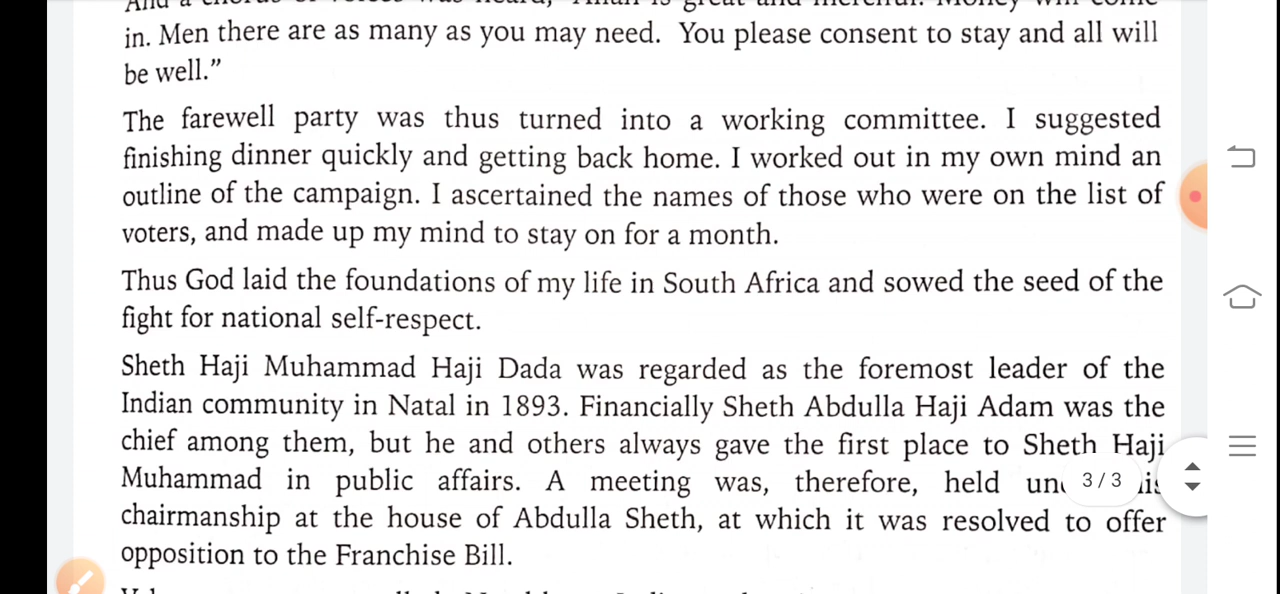 in. Men there are as many as you may need. You please consent to stay and all will
be well.”
The farewell party was thus turned into a working committee. I suggested
finishing dinner quickly and getting back home. I worked out in my own mind an
outline of the campaign. I ascertained the names of those who were on the list of
voters, and made up my mind to stay on for a month.
Thus God laid the foundations of my life in South Africa and sowed the seed of the
fight for national self-respect.
Sheth Haji Muhammad Haji Dada was regarded as the foremost leader of the
Indian community in Natal in 1893. Financially Sheth Abdulla Haji Adam was the
chief among them, but he and others always gave the first place to Sheth Haji
Muhammad in public affairs. A meeting was, therefore, held
3/3
chairmanship at the house of Abdulla Sheth, at which it was resolved to offer
opposition to the Franchise Bill.